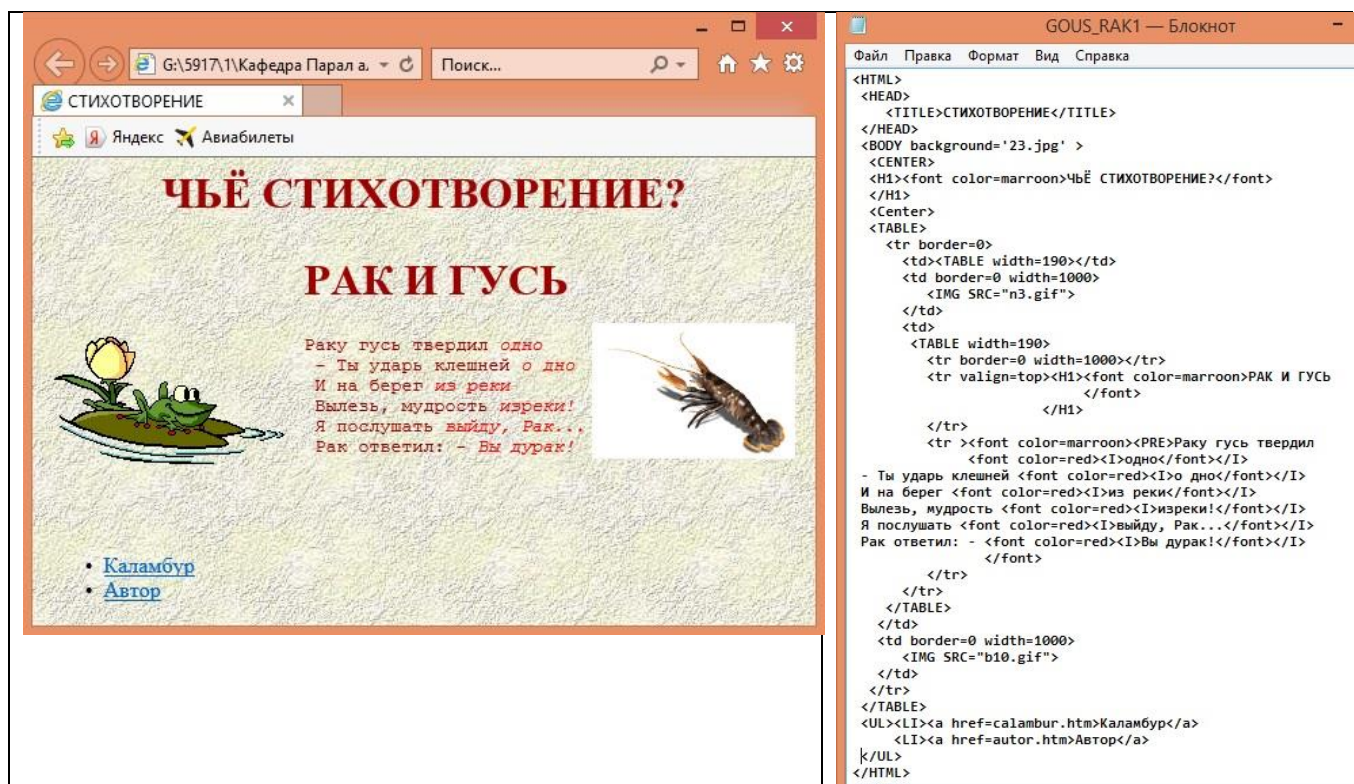 G:\5917\1\Кафедра Парал а.
Поиск...
СТИХОТВОРЕНИЕ
Яндекс Авиабилеты
ЧЬЁ СТИХОТВОРЕНИЕ?
РАК И ГУСЬ
Раку гусь твердил одно
- Ты ударь клешней о дно
И на берег из реки
Вылезь, мудрость изреки!
Я послушать выйду, Рак...
Рак ответил: - Вы дурак!
Каламбур
Автор
GOUS_RAK1 — Блокнот
Файл Правка Формат Вид Справка
<HTML>
<HEAD>
<TITLE>СТИХОТВОРЕНИЕ</TITLE>
</HEAD>
<BODY background='23.jpg' >
<CENTER>
<H1><font color=marroon>ЧЬЁ СТИХОТВОРЕНИЕ?</font>
</H1>
<Center>
<TABLE>
<tr border=0>
<td><TABLE width=190></td>
<td border=0 width=1000>
<IMG SRC="n3.gif">
</td>
<td>
<TABLE width=190>
<tr border=0 width=1000></tr>
<tr valign=top><H1><font color=marroon>РАК И ГУСЬ
</font>
</H1>
</tr>
<tr ><font color=marroon><PRE>Раку гусь твердил
<font color=red><I>одно</font></I>
- Ты ударь клешней <font color=red><I>о дно</font></I>
И на берег <font color=red><I>из реки</font></I>
Вылезь, мудрость <font color=red><I>изреки!</font></I>
Я послушать <font color=red><I>выйду, Рак...</font></I>
Рак ответил: - <font color=red><I>Вы дурак!</font></I>
</font>
</tr>
</tr>
</TABLE>
</td>
<td border=0 width=1000>
<IMG SRC="b10.gif">
</td>
</tr>
</TABLE>
<UL><LI><a href=calambur.htm>Каламбур</a>
<LI><a href=autor.htm>Автор</a>
</UL>
</HTML>